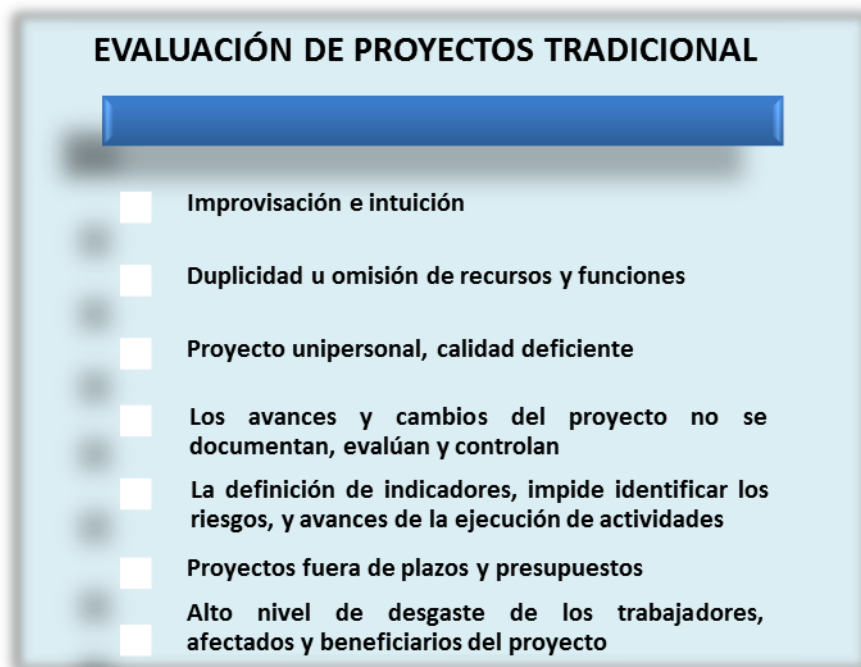 EVALUACIÓN DE PROYECTOS TRADICIONAL
Improvisación e intuición
Duplicidad u omisión de recursos y funciones
Proyecto unipersonal, calidad deficiente
Los avances y cambios del proyecto no se
documentan, evalúan y controlan
La definición de indicadores, impide identificar los
riesgos, y avances de la ejecución de actividades
Proyectos fuera de plazos y presupuestos
Alto nivel de desgaste de los trabajadores,
afectados y beneficiarios del proyecto